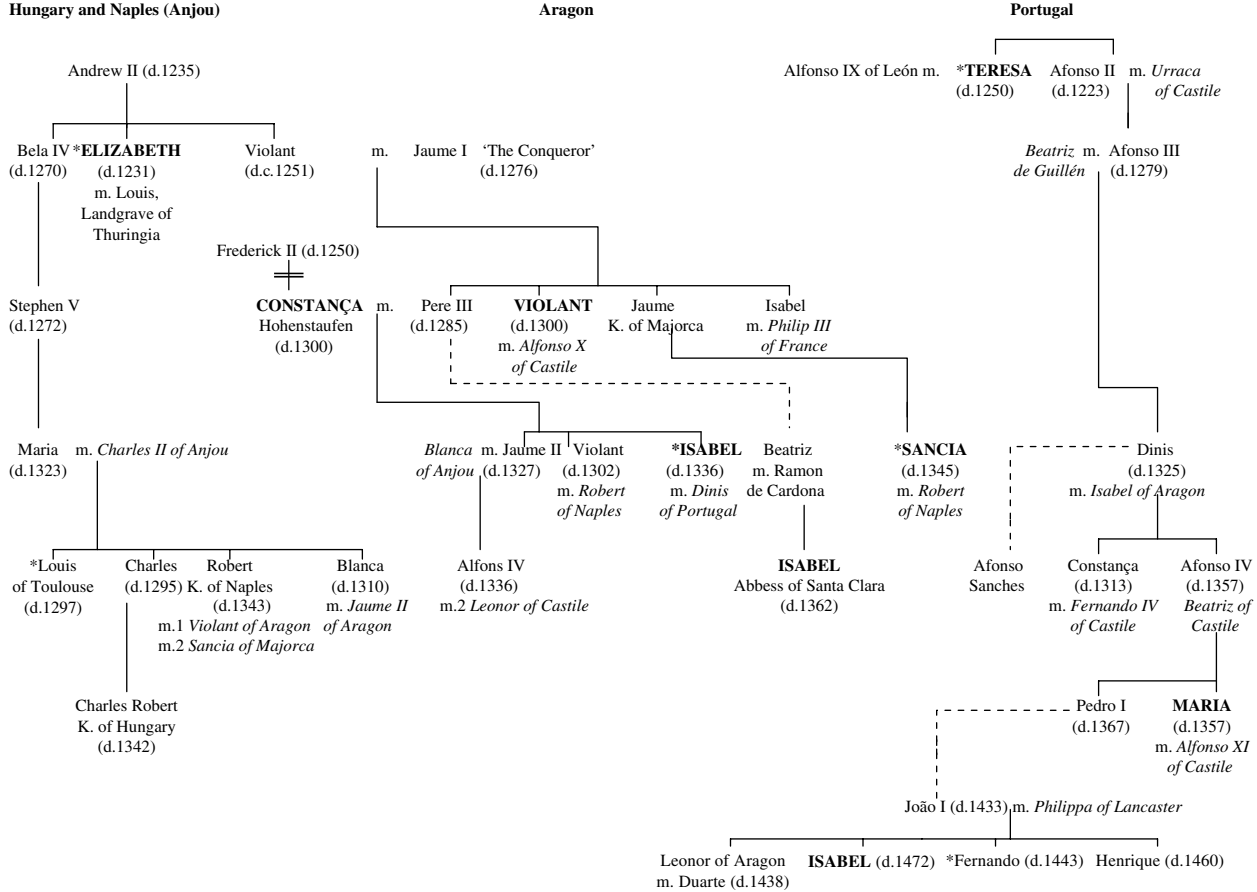 Hungary and Naples (Anjou) Aragon Portugal
Andrew II (d.1235)
Alfonso IX of León m. *TERESA Afonso II m. Urraca
(d.1250) (d.1223) of Castile
Bela IV *ELIZABETH Violant m. Jaume I ‘The Conqueror’ Beatriz m. Afonso III
(d.1270) (d.1231) (d.c.1251) (d.1276) de Guillén (d.1279)
m. Louis,
Landgrave of
Thuringia
Frederick II (d.1250)
Stephen V CONSTANÇA m. Pere III VIOLANT Jaume Isabel
(d.1272) Hohenstaufen (d.1285) (d.1300) K. of Majorca m. Philip III
(d.1300) m. Alfonso X of France
of Castile
Maria m. Charles II of Anjou Blanca m. Jaume II Violant *ISABEL Beatriz *SANCIA Dinis
(d.1323) of Anjou (d.1327) (d.1302) (d.1336) m. Ramon (d.1345) (d.1325)
m. Robert m. Dinis de Cardona m. Robert m. Isabel of Aragon
of Naples of Portugal of Naples
*Louis Charles Robert Blanca Alfons IV ISABEL Afonso Constança Afonso IV
of Toulouse (d.1295) K. of Naples (d.1310) (d.1336) Abbess of Santa Clara Sanches (d.1313) (d.1357)
(d.1297) (d.1343) m. Jaume II m.2 Leonor of Castile (d.1362) m. Fernando IV Beatriz of
m.1 Violant of Aragon of Aragon of Castile Castile
m.2 Sancia of Majorca
Charles Robert Pedro I MARIA
K. of Hungary (d.1367) (d.1357)
(d.1342) m. Alfonso XI
of Castile
João I (d.1433) m. Philippa of Lancaster
Leonor of Aragon ISABEL (d.1472) *Fernando (d.1443) Henrique (d.1460)
m. Duarte (d.1438)